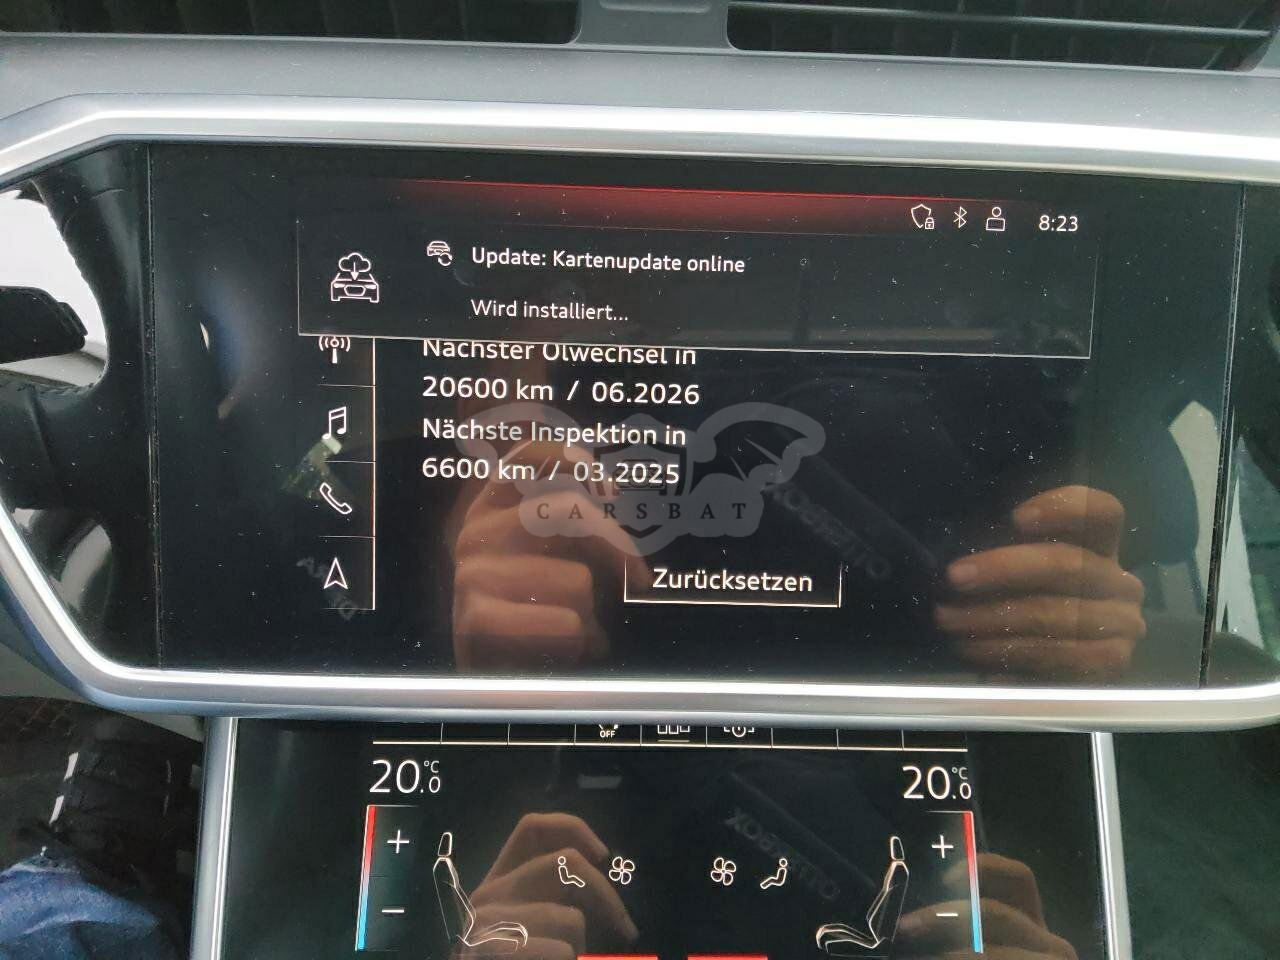 8:23
Update: Kartenupdate online
Wird installiert...
Nächster Ölwechsel in
20600 km / 06.2026
Nächste Inspektion in
6600 km / 03.2025
CARSBAT
Zurücksetzen
OFF
20.0 °C
20.0 °C
+
+
−
−